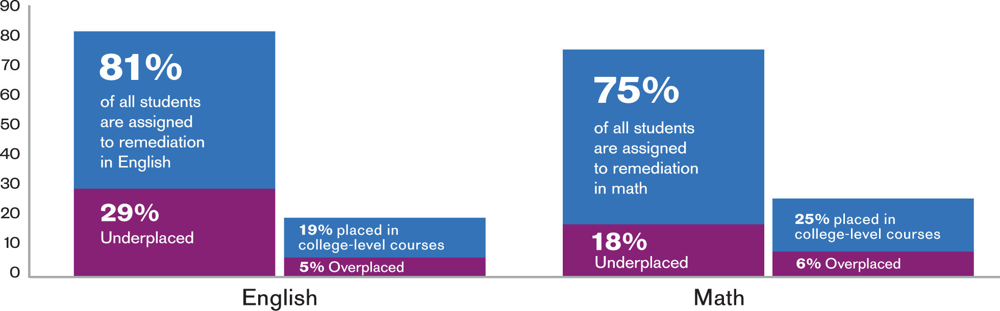 90
80
70
60
50
40
30
20
10
0
81%
of all students
are assigned
to remediation
in English
29%
Underplaced
19% placed in
college-level courses
5% Overplaced
75%
of all students
are assigned
to remediation
in math
18%
Underplaced
25% placed in
college-level courses
6% Overplaced
English
Math